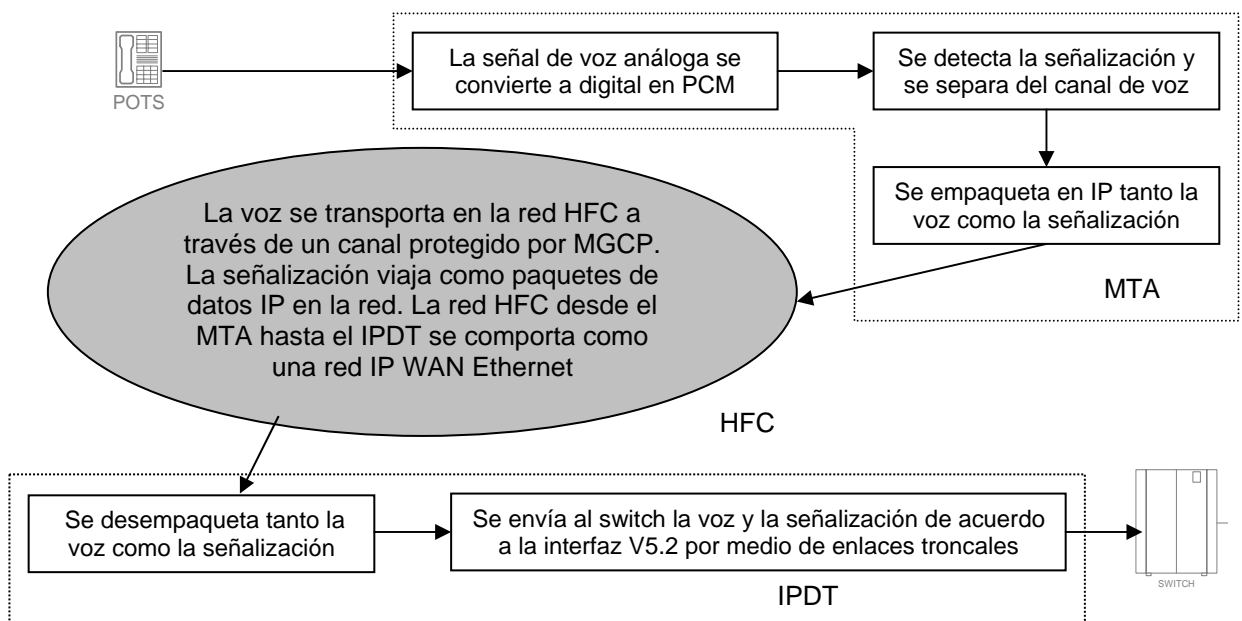 POTS
La señal de voz análoga se
convierte a digital en PCM
Se detecta la señalización y
se separa del canal de voz
Se empaqueta en IP tanto la
voz como la señalización
MTA
La voz se transporta en la red HFC a
través de un canal protegido por MGCP.
La señalización viaja como paquetes de
datos IP en la red. La red HFC desde el
MTA hasta el IPDT se comporta como
una red IP WAN Ethernet
HFC
Se desempaqueta tanto la
voz como la señalización
Se envía al switch la voz y la señalización de acuerdo
a la interfaz V5.2 por medio de enlaces troncales
IPDT
SWITCH